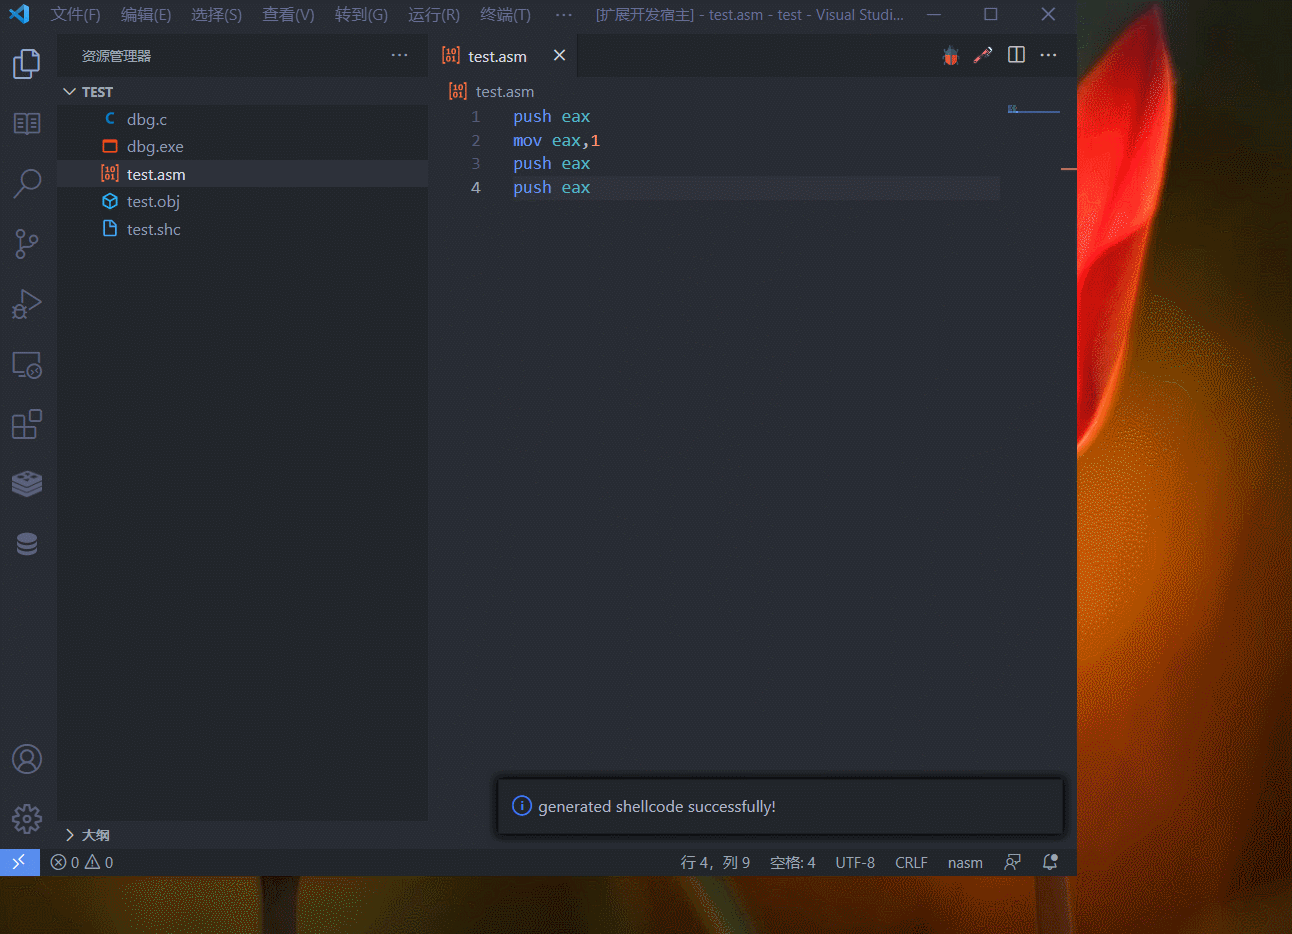 文件(F) 编辑(E) 选择(S) 查看(V) 转到(G) 运行(R) 终端(T) ··· [扩展开发宿主] - test.asm - test - Visual Studi...
资源管理器 ···
TEST
dbg.c
dbg.exe
test.asm
test.obj
test.shc
大纲
test.asm
test.asm
1 push eax
2 mov eax,1
3 push eax
4 push eax
generated shellcode successfully!
0 0 行 4，列 9 空格: 4 UTF-8 CRLF nasm